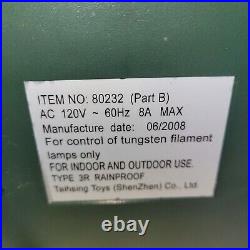 ITEM NO: 80232 (Part B)
AC 120V ~ 60Hz 8A MAX
Manufacture date: 06/2008
For control of tungsten filament
lamps only
FOR INDOOR AND OUTDOOR USE.
TYPE 3R RAINPROOF
Taihsing Toys (ShenZhen) Co., Ltd.